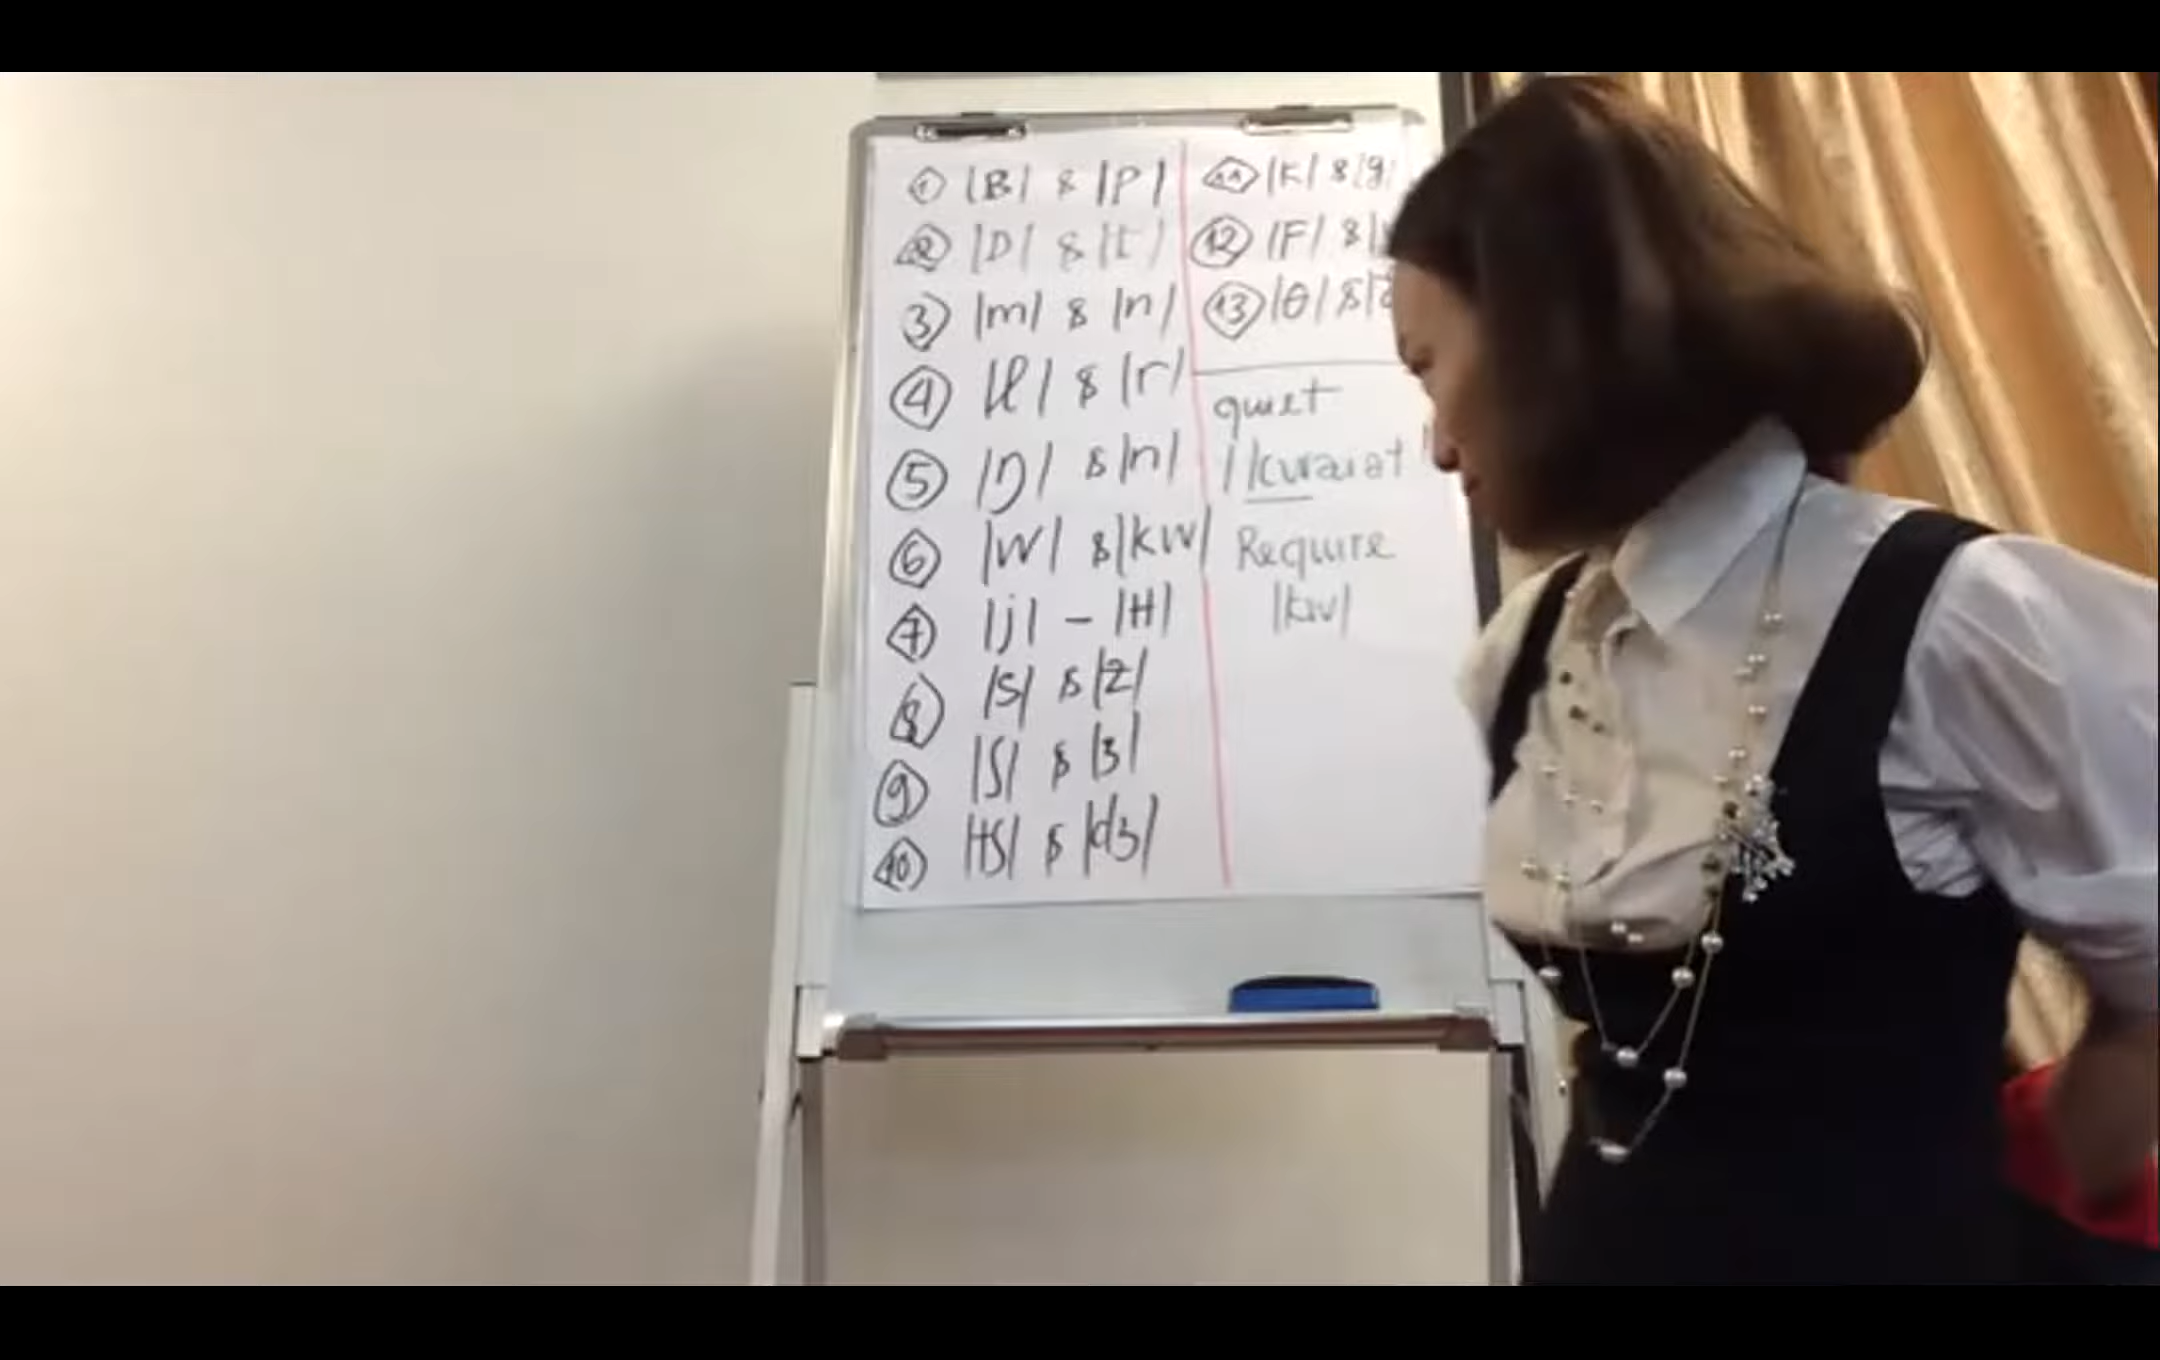 1 |B| & |P|
2 |D| & |t|
3 |m| & |n|
4 |l| & |r|
5 |ŋ| & |n|
6 |w| & |kw|
7 |j| - |H|
8 |s| & |z|
9 |ʃ| & |ʒ|
10 |tʃ| & |dʒ|
11 |K| & |g|
12 |F| &
13 |θ| &
quiet
Require
|kw|